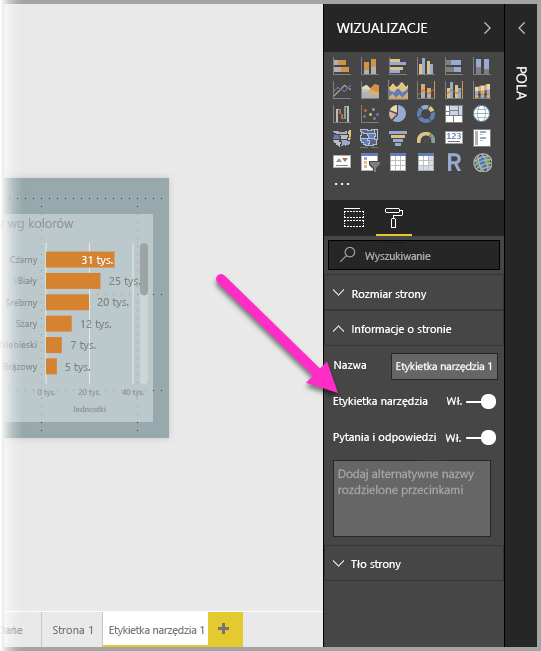 WIZUALIZACJE
POLA
123
R
Wyszukiwanie
Rozmiar strony
Informacje o stronie
Nazwa
Etykietka narzędzia 1
Etykietka narzędzia
Wł.
Pytania i odpowiedzi
Wł.
Dodaj alternatywne nazwy
rozdzielone przecinkami
Tło strony
wg kolorów
Czarny
31 tys.
Biały
25 tys.
Srebrny
20 tys.
Szary
12 tys.
Niebieski
7 tys.
Brązowy
5 tys.
0 tys.
20 tys.
40 tys.
Jednostki
Dane
Strona 1
Etykietka narzędzia 1